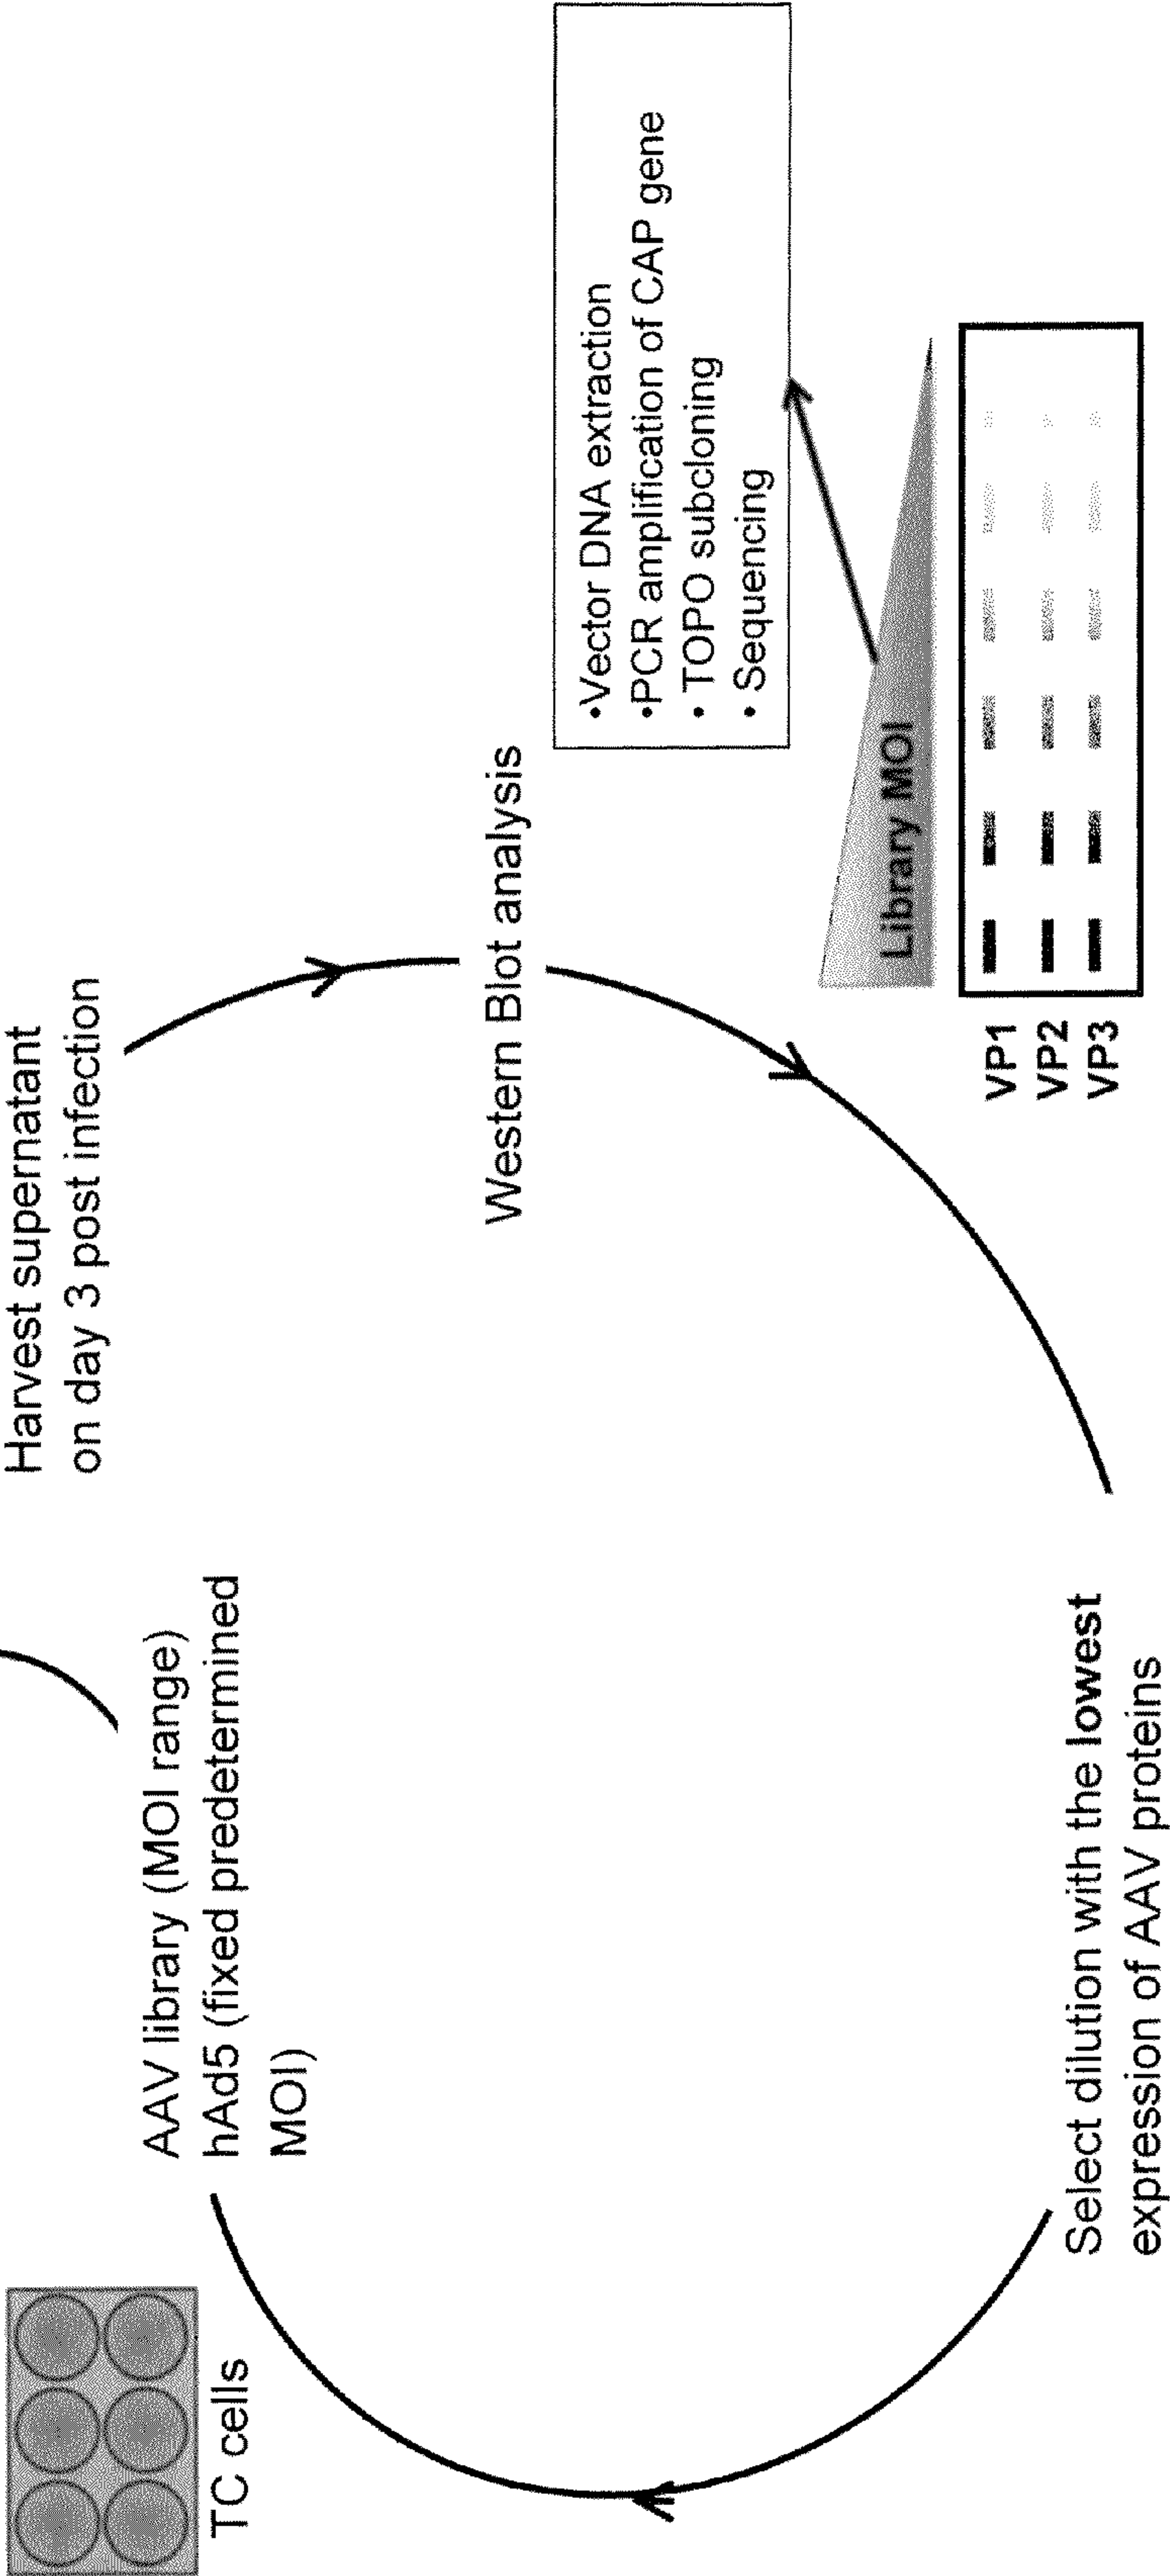 Harvest supernatant
on day 3 post infection
AAV library (MOI range)
hAd5 (fixed predetermined
MOI)
TC cells
Western Blot analysis
•Vector DNA extraction
•PCR amplification of CAP gene
• TOPO subcloning
• Sequencing
Library MOI
VP1
VP2
VP3
Select dilution with the lowest
expression of AAV proteins